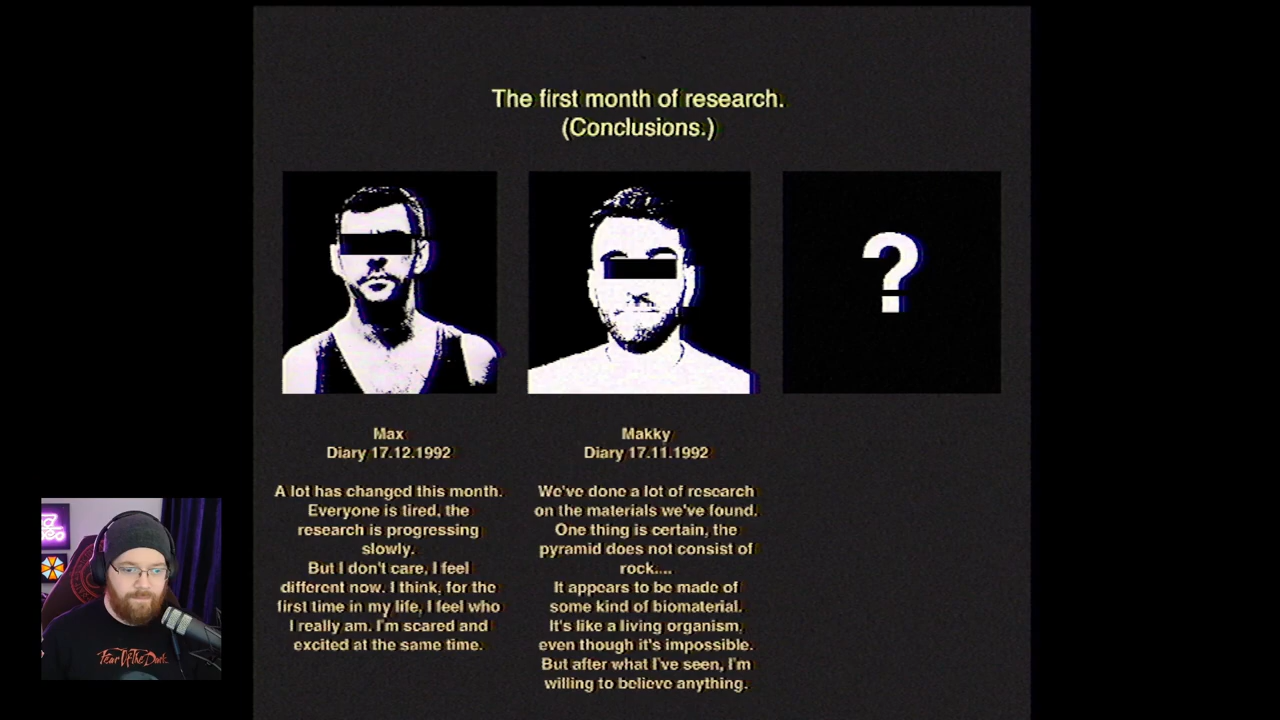 The first month of research.
(Conclusions.)
?
Max
Diary 17.12.1992
A lot has changed this month.
Everyone is tired, the
research is progressing
slowly.
But I don't care, I feel
different now. I think, for the
first time in my life, I feel who
I really am. I'm scared and
excited at the same time.
Makky
Diary 17.11.1992
We've done a lot of research
on the materials we've found.
One thing is certain, the
pyramid does not consist of
rock....
It appears to be made of
some kind of biomaterial.
It's like a living organism,
even though it's impossible.
But after what I've seen, I'm
willing to believe anything.
Fear Of The Dark